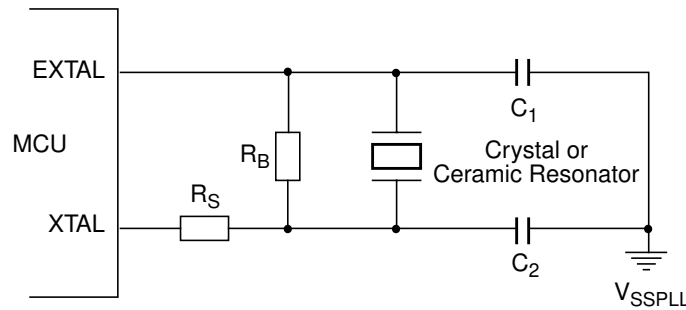 EXTAL
C1
MCU
RB
Crystal or
Ceramic Resonator
RS
XTAL
C2
VSSPLL